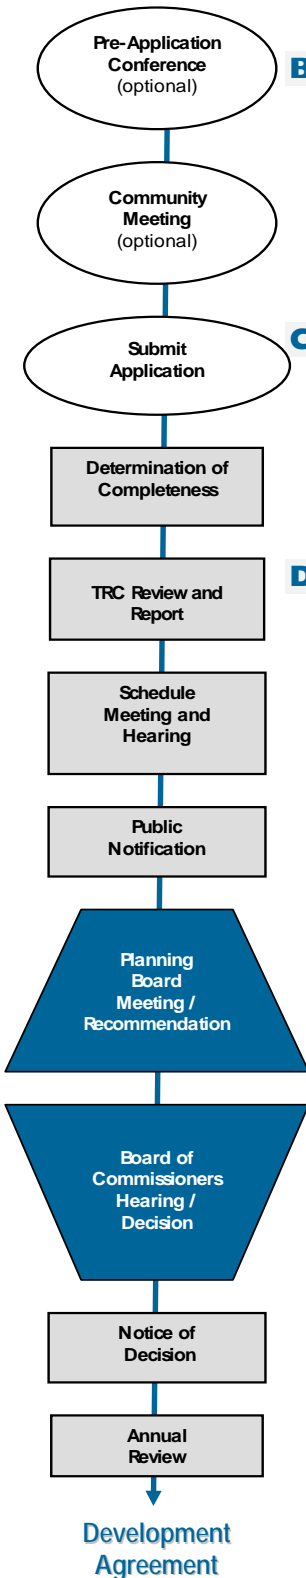 Pre-Application
Conference
(optional)
B
Community
Meeting
(optional)
C
Submit
Application
Determination of
Completeness
D
TRC Review and
Report
Schedule
Meeting and
Hearing
Public
Notification
Planning
Board
Meeting /
Recommendation
Board of
Commissioners
Hearing /
Decision
Notice of
Decision
Annual
Review
Development
Agreement